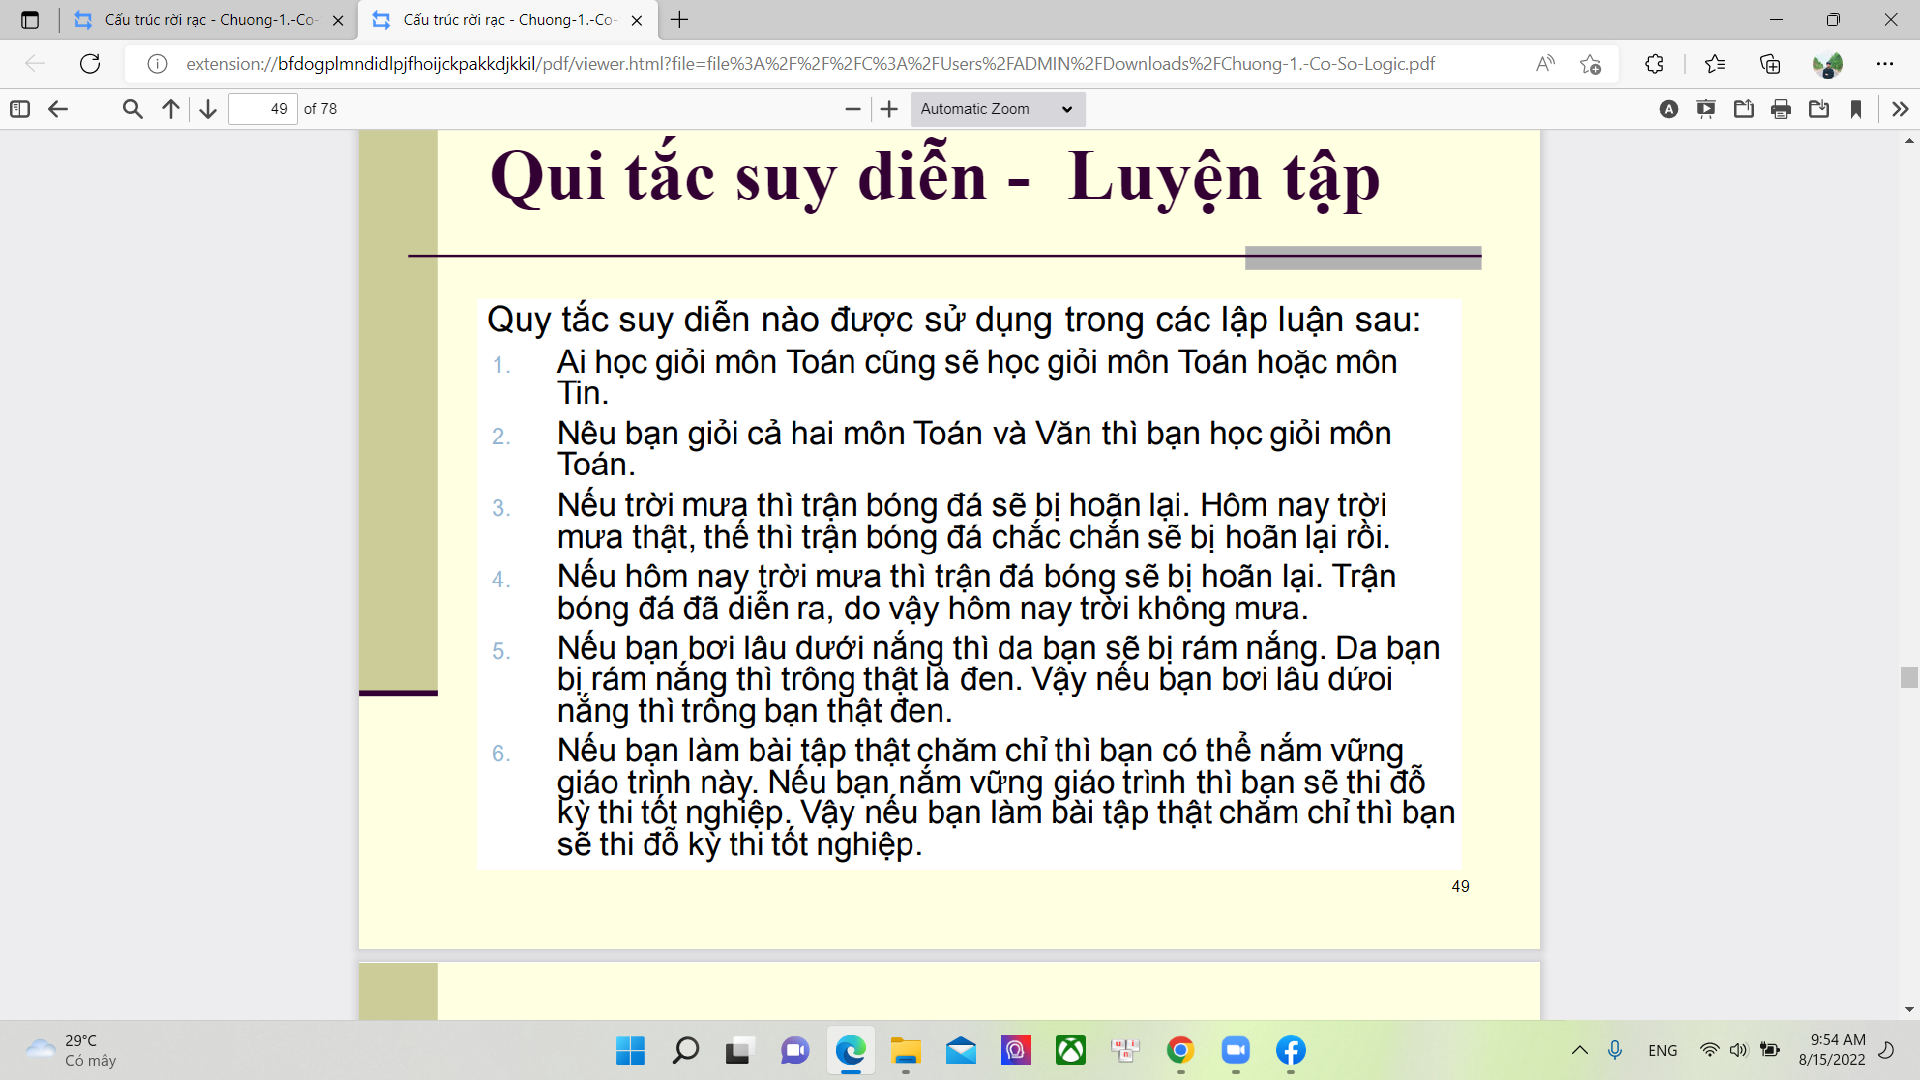 Cấu trúc rời rạc - Chuong-1.-Co-
Cấu trúc rời rạc - Chuong-1.-Co-
extension://bfdogplmndidlpjfhoijckpakkdjkkil/pdf/viewer.html?file=file%3A%2F%2F%2FC%3A%2FUsers%2FADMIN%2FDownloads%2FChuong-1.-Co-So-Logic.pdf
49 of 78
Automatic Zoom
Qui tắc suy diễn - Luyện tập
Quy tắc suy diễn nào được sử dụng trong các lập luận sau:
1. Ai học giỏi môn Toán cũng sẽ học giỏi môn Toán hoặc môn
Tin.
2. Nêu bạn giỏi cả hai môn Toán và Văn thì bạn học giỏi môn
Toán.
3. Nếu trời mưa thì trận bóng đá sẽ bị hoãn lại. Hôm nay trời
mưa thật, thế thì trận bóng đá chắc chắn sẽ bị hoãn lại rồi.
4. Nếu hôm nay trời mưa thì trận đá bóng sẽ bị hoãn lại. Trận
bóng đá đã diễn ra, do vậy hôm nay trời không mưa.
5. Nếu bạn bơi lâu dưới nắng thì da bạn sẽ bị rám nắng. Da bạn
bị rám nắng thì trông thật là đen. Vậy nếu bạn bơi lâu dứoi
nắng thì trông bạn thật đen.
6. Nếu bạn làm bài tập thật chăm chỉ thì bạn có thể nắm vững
giáo trình này. Nếu bạn nắm vững giáo trình thì bạn sẽ thi đỗ
kỳ thi tốt nghiệp. Vậy nếu bạn làm bài tập thật chăm chỉ thì bạn
sẽ thi đỗ kỳ thi tốt nghiệp.
49
29°C
Có mây
ENG
9:54 AM
8/15/2022